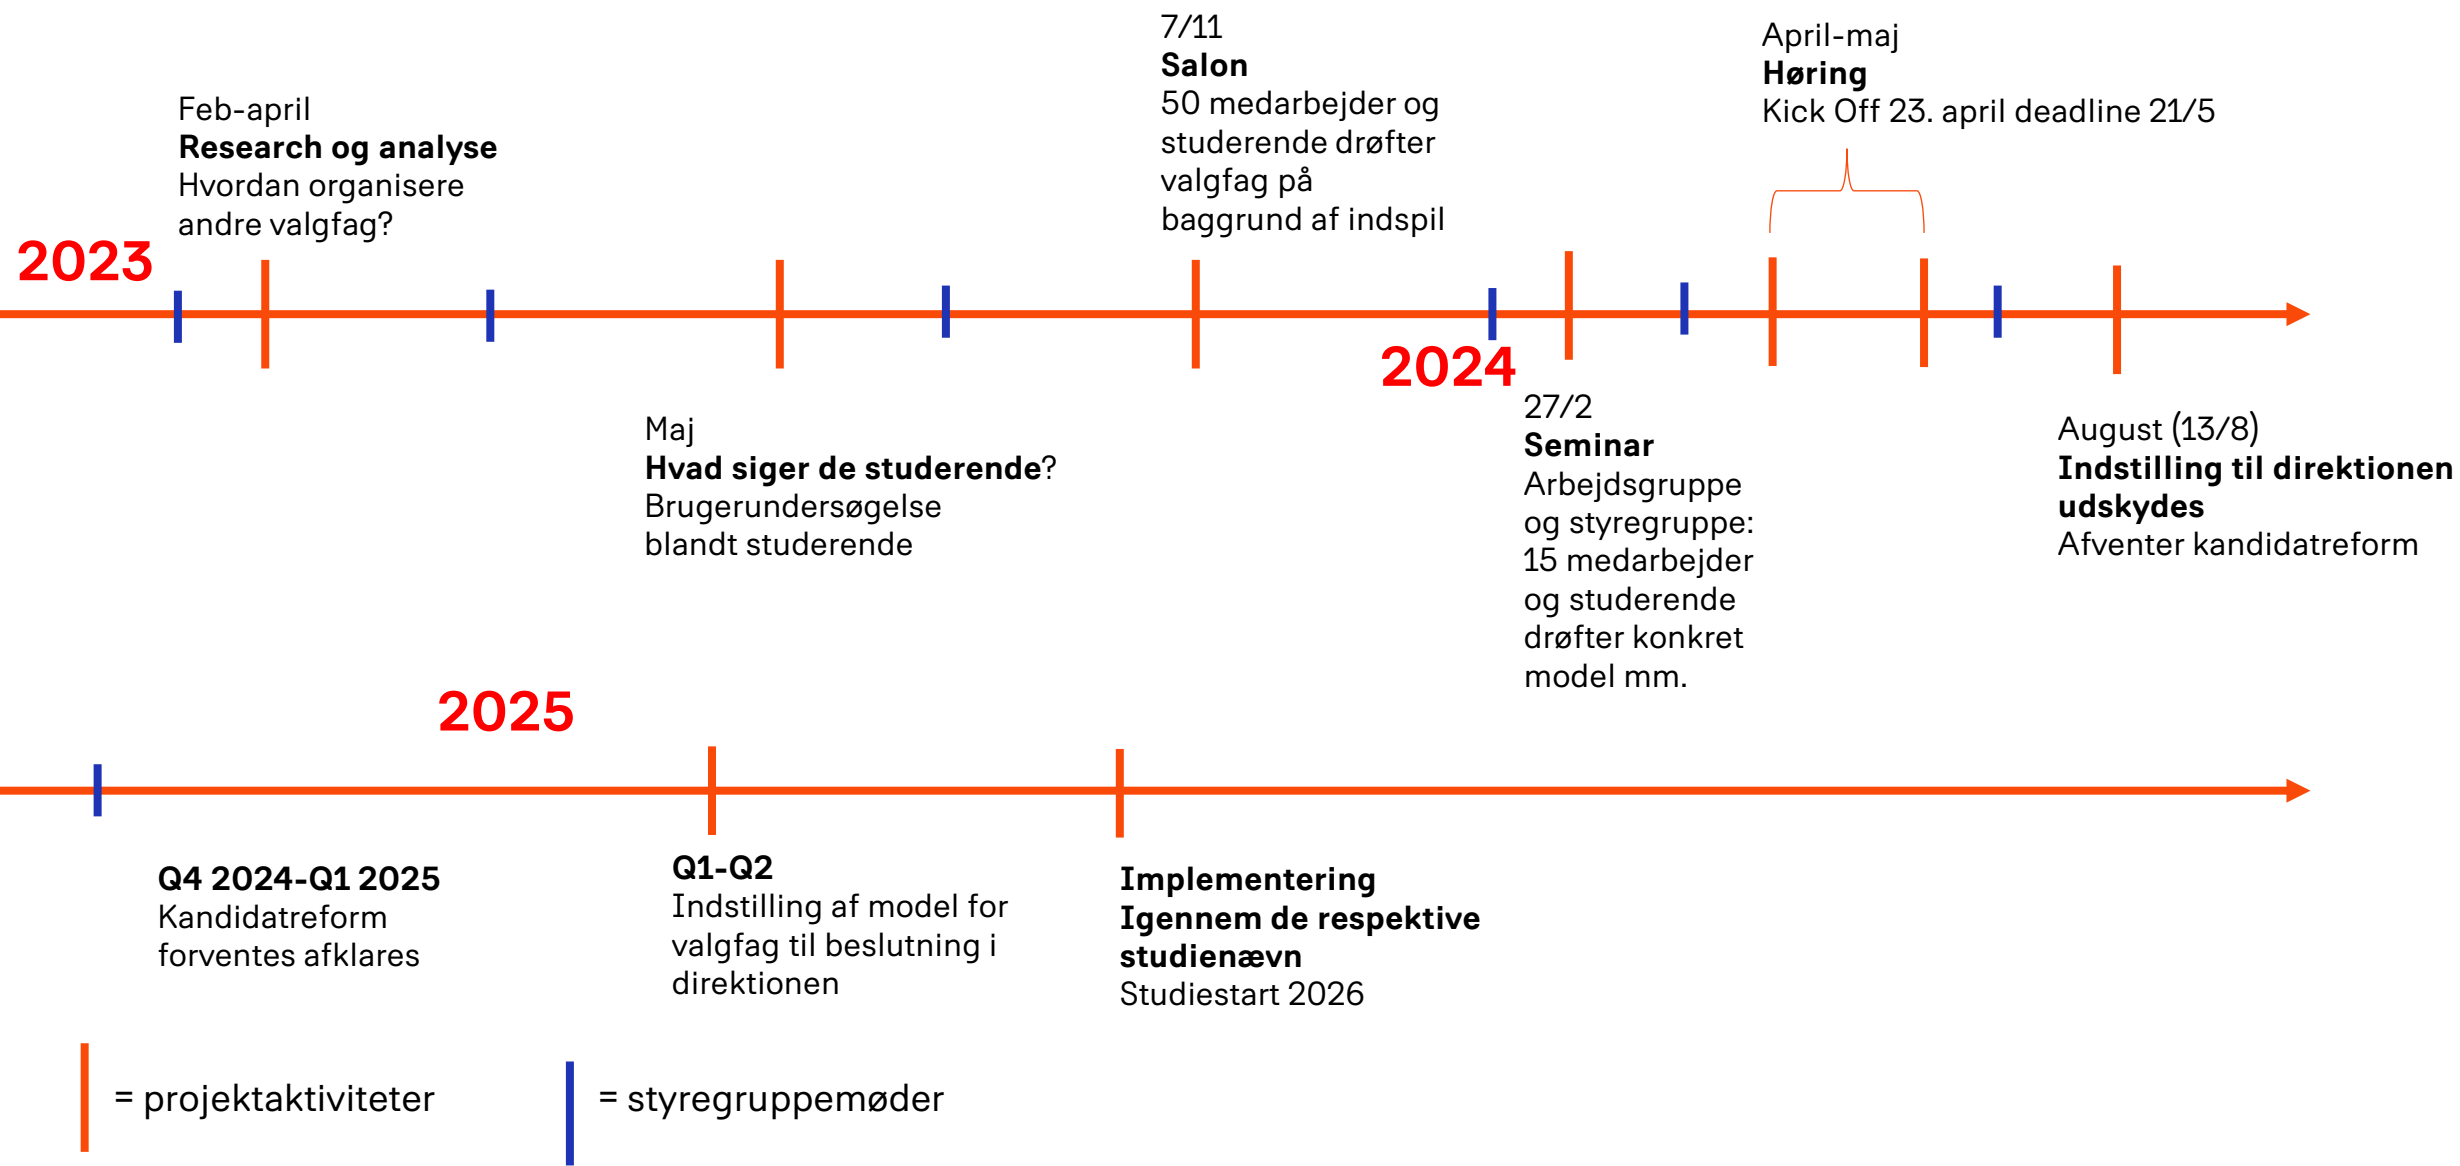 2023
Feb-april
Research og analyse
Hvordan organisere
andre valgfag?
Maj
Hvad siger de studerende?
Brugerundersøgelse
blandt studerende
7/11
Salon
50 medarbejder og
studerende drøfter
valgfag på
baggrund af indspil
2024
27/2
Seminar
Arbejdsgruppe
og styregruppe:
15 medarbejder
og studerende
drøfter konkret
model mm.
April-maj
Høring
Kick Off 23. april deadline 21/5
August (13/8)
Indstilling til direktionen
udskydes
Afventer kandidatreform
2025
Q4 2024-Q1 2025
Kandidatreform
forventes afklares
Q1-Q2
Indstilling af model for
valgfag til beslutning i
direktionen
Implementering
Igennem de respektive
studienævn
Studiestart 2026
= projektaktiviteter
= styregruppemøder